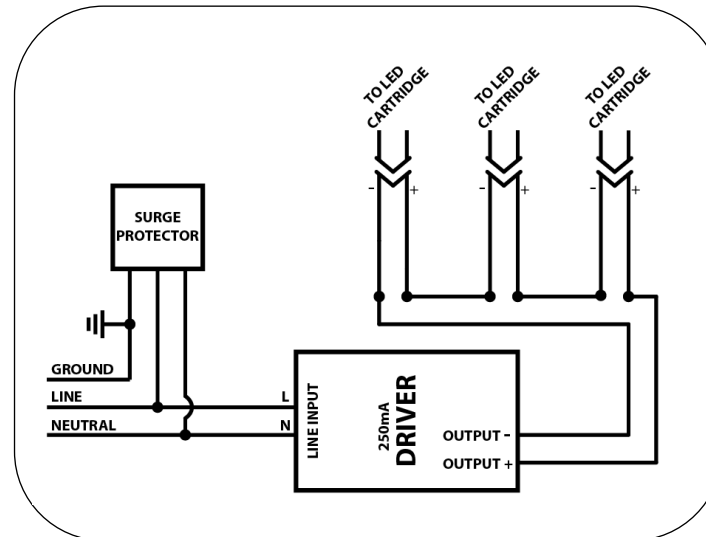 TO LED
CARTRIDGE
TO LED
CARTRIDGE
TO LED
CARTRIDGE
- +
- +
- +
SURGE
PROTECTOR
GROUND
LINE
NEUTRAL
L
N
LINE INPUT
250mA
DRIVER
OUTPUT -
OUTPUT +